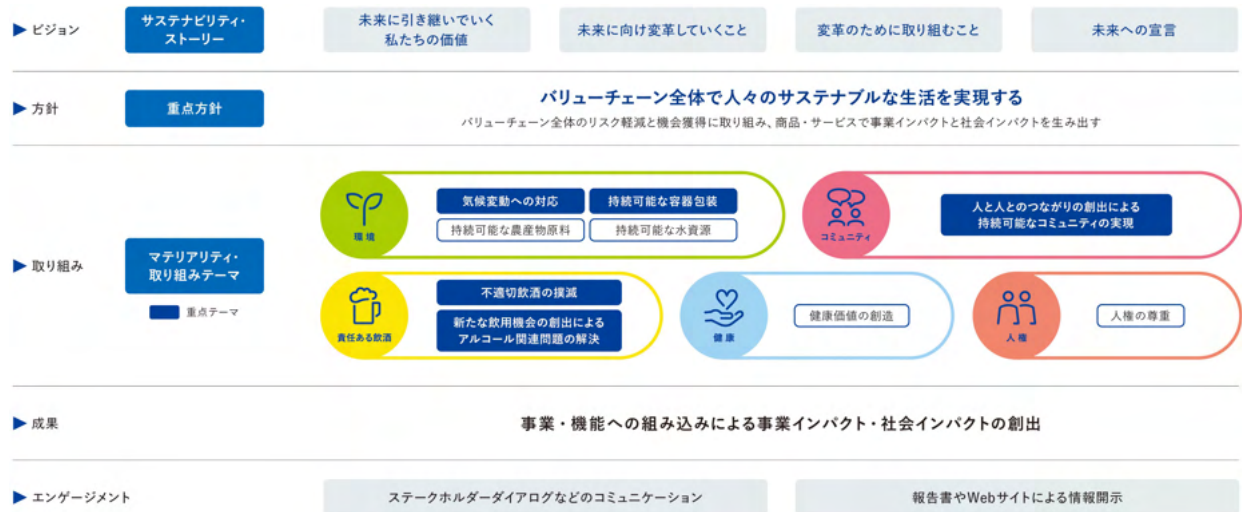 ビジョン
サステナビリティ・
ストーリー
未来に引き継いでいく
私たちの価値
未来に向け変革していくこと
変革のために取り組むこと
未来への宣言
方針
重点方針
バリューチェーン全体で人々のサステナブルな生活を実現する
バリューチェーン全体のリスク軽減と機会獲得に取り組み、商品・サービスで事業インパクトと社会インパクトを生み出す
取り組み
マテリアリティ・
取り組みテーマ
重点テーマ
環境
気候変動への対応
持続可能な容器包装
持続可能な農産物原料
持続可能な水資源
コミュニティ
人と人とのつながりの創出による
持続可能なコミュニティの実現
責任ある飲酒
不適切飲酒の撲滅
新たな飲用機会の創出による
アルコール関連問題の解決
健康
健康価値の創造
人権
人権の尊重
成果
事業・機能への組み込みによる事業インパクト・社会インパクトの創出
エンゲージメント
ステークホルダーダイアログなどのコミュニケーション
報告書やWebサイトによる情報開示